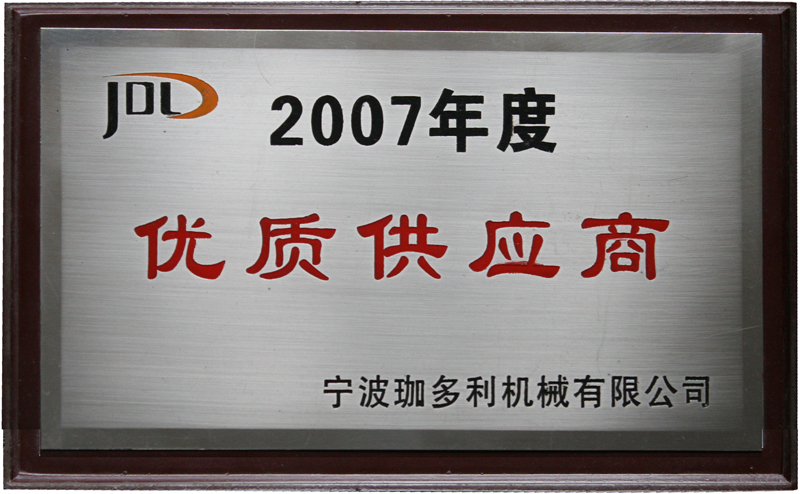 JDL
2007年度
优质供应商
宁波珈多利机械有限公司